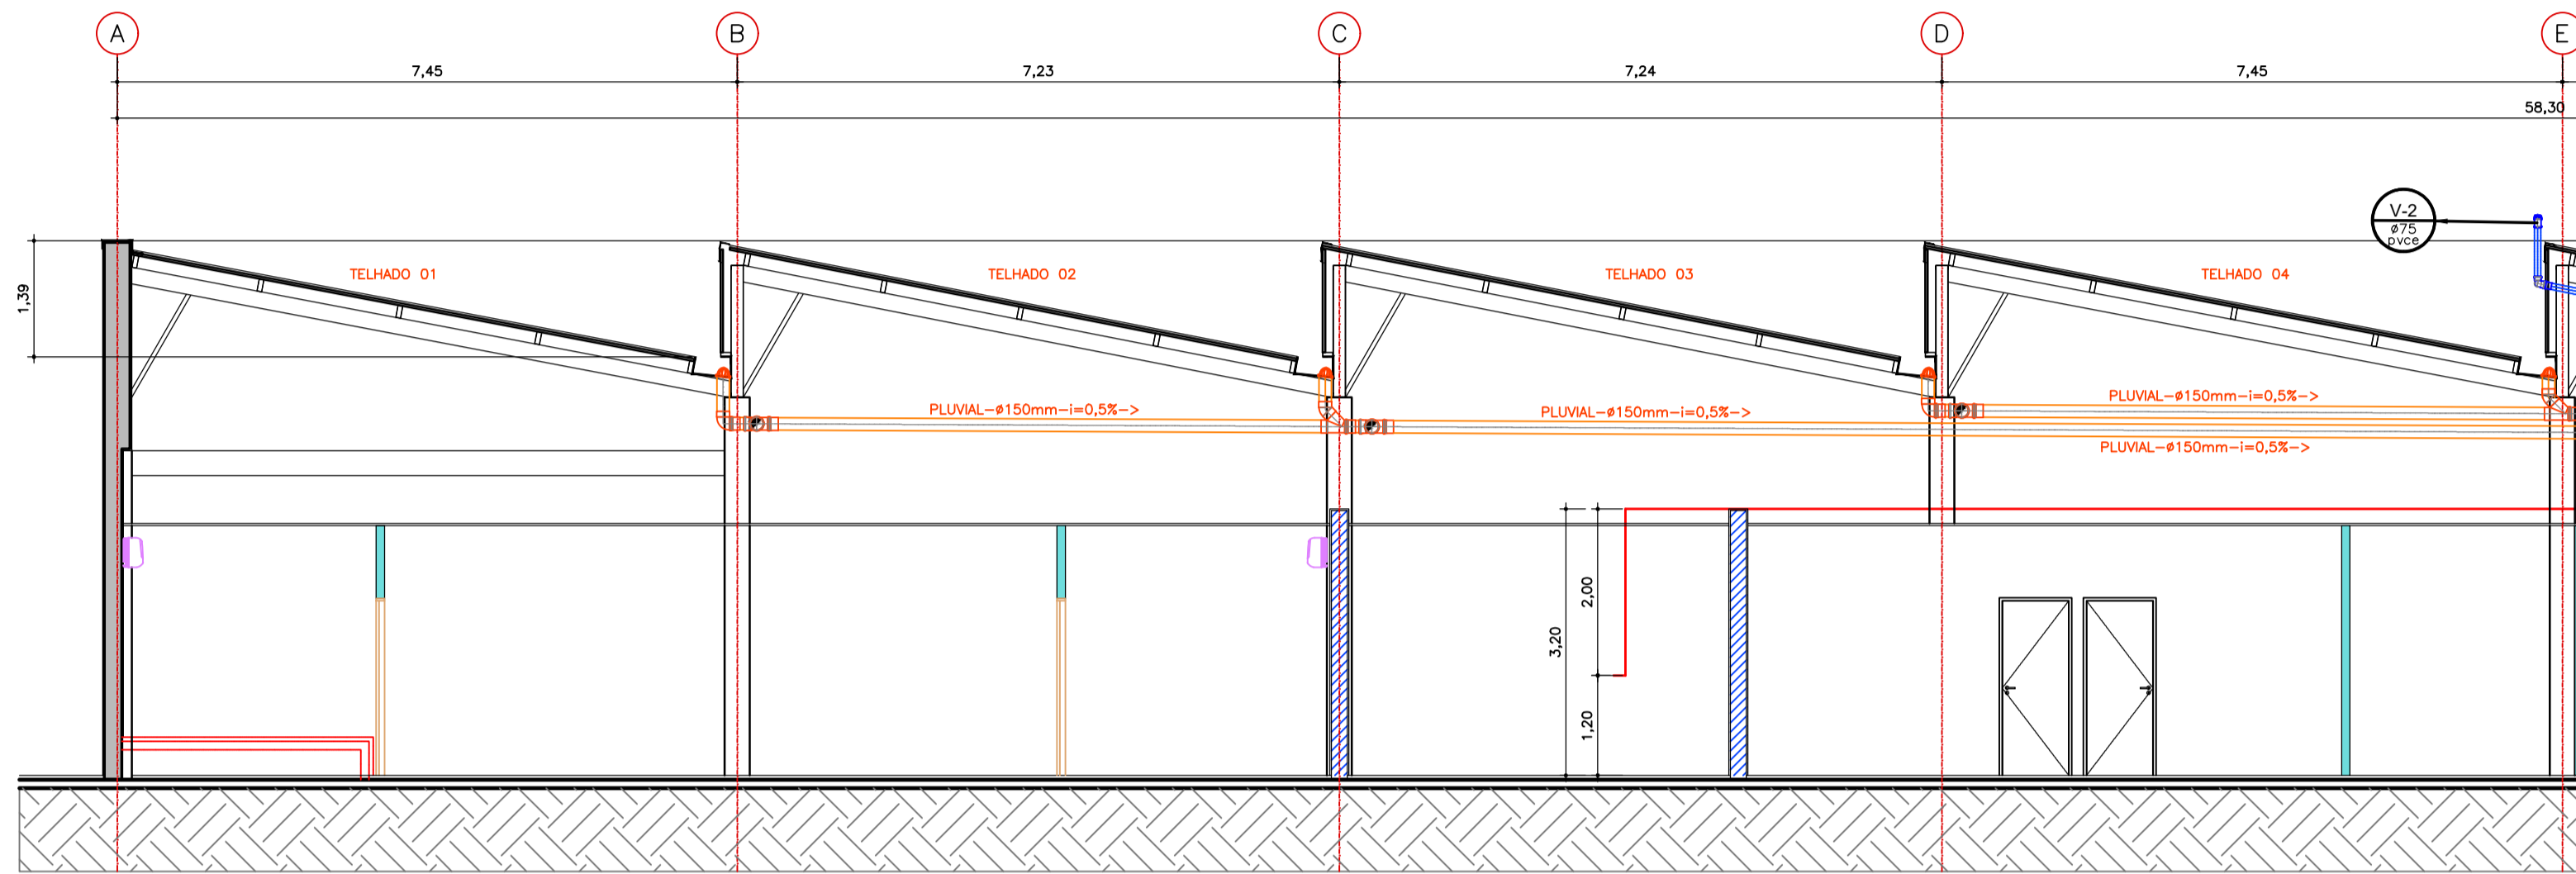 A
B
C
D
E
7,45
7,23
7,24
7,45
58,30
V-2
ø75
pvce
1,39
TELHADO 01
TELHADO 02
TELHADO 03
TELHADO 04
PLUVIAL-ø150mm-i=0,5%->
PLUVIAL-ø150mm-i=0,5%->
PLUVIAL-ø150mm-i=0,5%->
PLUVIAL-ø150mm-i=0,5%->
3,20
2,00
1,20